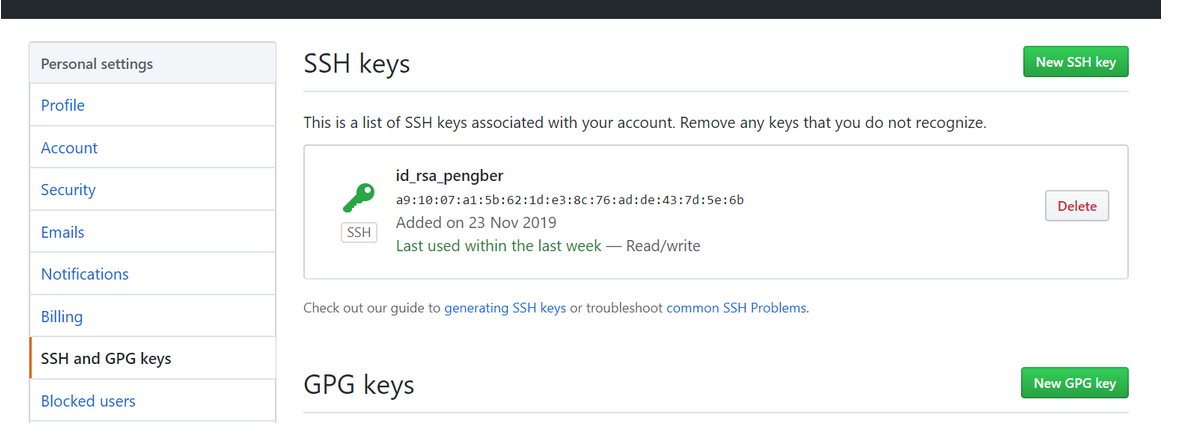 Personal settings
Profile
Account
Security
Emails
Notifications
Billing
SSH and GPG keys
Blocked users
SSH keys
New SSH key
This is a list of SSH keys associated with your account. Remove any keys that you do not recognize.
id_rsa_pengber
a9:10:07:a1:5b:62:1d:e3:8c:76:ad:de:43:7d:5e:6b
SSH
Added on 23 Nov 2019
Last used within the last week — Read/write
Delete
Check out our guide to generating SSH keys or troubleshoot common SSH Problems.
GPG keys
New GPG key